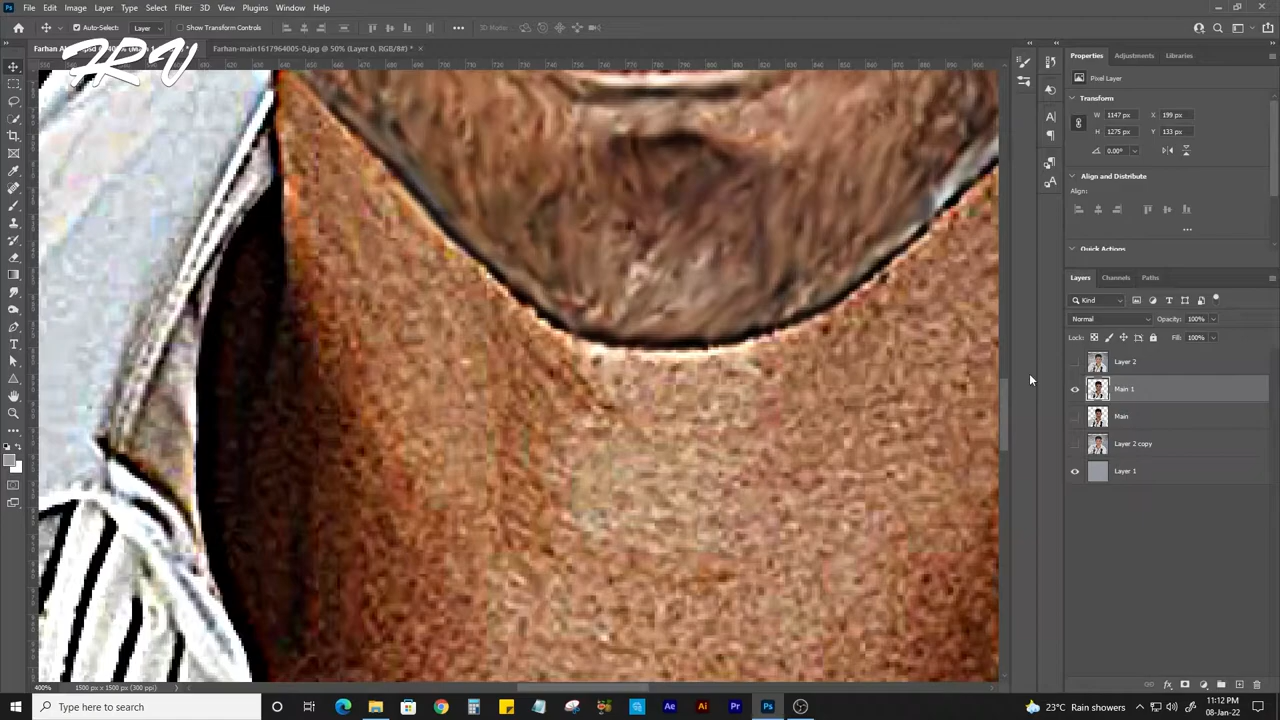 File Edit Image Layer Type Select Filter 3D View Plugins Window Help
Auto-Select: Layer Show Transform Controls 3D Mode:
Farhan-main1617964005-0.jpg @ 50% (Layer 0, RGB/8#) *
HRV
Properties Adjustments Libraries
Pixel Layer
Transform
W 1147 px X 199 px
H 1275 px Y 133 px
0.00°
Align and Distribute
Align:
Quick Actions
Layers Channels Paths
Kind
Normal Opacity: 100%
Lock: Fill: 100%
Layer 2
Main 1
Main
Layer 2 copy
Layer 1
400% 1500 px x 1500 px (300 ppi)
Type here to search
23°C Rain showers
11:12 PM
08-Jan-22